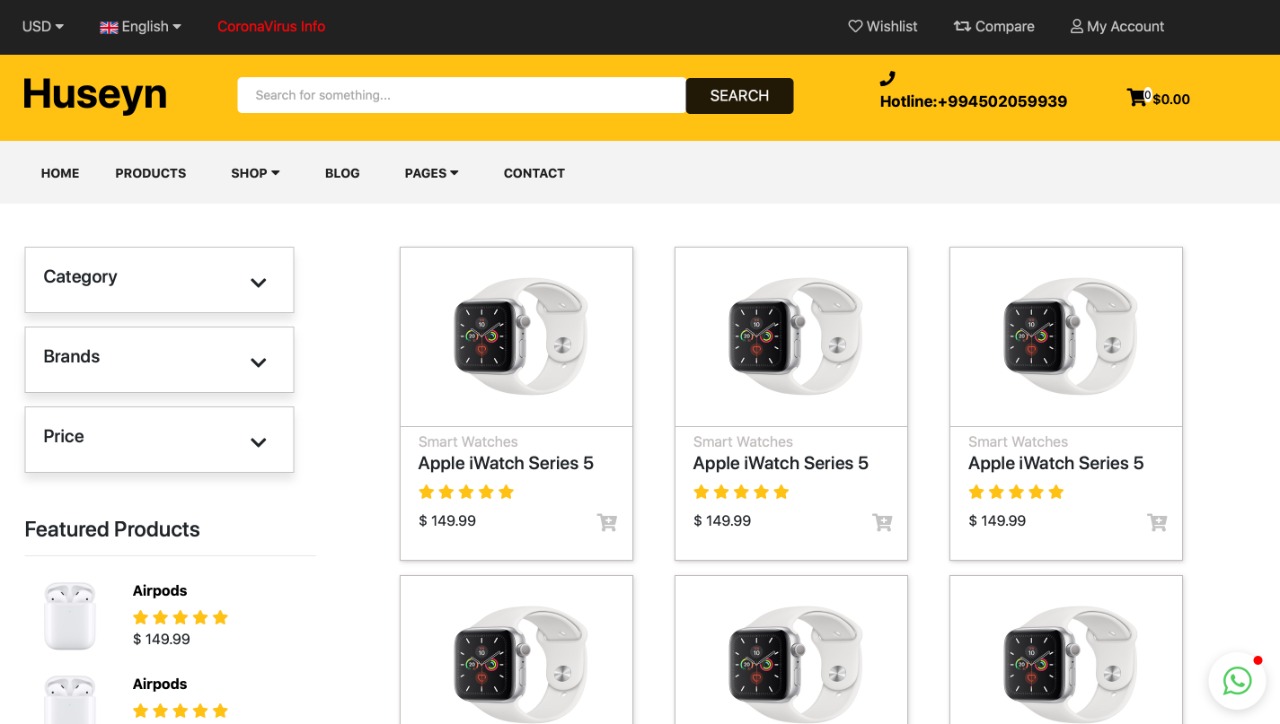 USD English CoronaVirus Info Wishlist Compare My Account
Huseyn Search for something... SEARCH Hotline:+994502059939 0 $0.00
HOME PRODUCTS SHOP BLOG PAGES CONTACT
Category
Brands
Price
Featured Products
Airpods
$ 149.99
Airpods
Smart Watches
Apple iWatch Series 5
$ 149.99
Smart Watches
Apple iWatch Series 5
$ 149.99
Smart Watches
Apple iWatch Series 5
$ 149.99